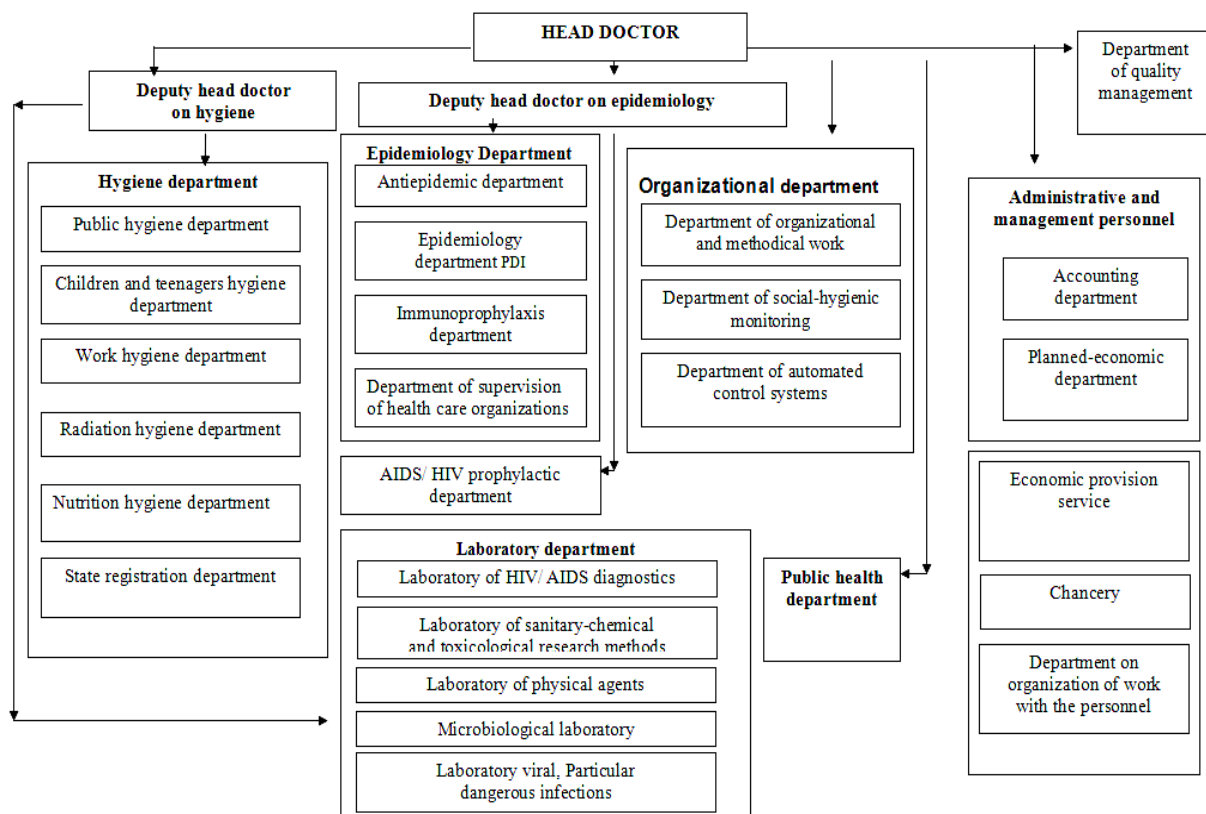 HEAD DOCTOR
Department
of quality
management
Deputy head doctor
on hygiene
Deputy head doctor on epidemiology
Hygiene department
Public hygiene department
Children and teenagers hygiene
department
Work hygiene department
Radiation hygiene department
Nutrition hygiene department
State registration department
Epidemiology Department
Antiepidemic department
Epidemiology
department PDI
Immunoprophylaxis
department
Department of supervision
of health care organizations
AIDS/ HIV prophylactic
department
Laboratory department
Laboratory of HIV/ AIDS diagnostics
Laboratory of sanitary-chemical
and toxicological research methods
Laboratory of physical agents
Microbiological laboratory
Laboratory viral, Particular
dangerous infections
Organizational department
Department of organizational
and methodical work
Department of social-hygienic
monitoring
Department of automated
control systems
Public health
department
Administrative and
management personnel
Accounting
department
Planned-economic
department
Economic provision
service
Chancery
Department on
organization of work
with the personnel